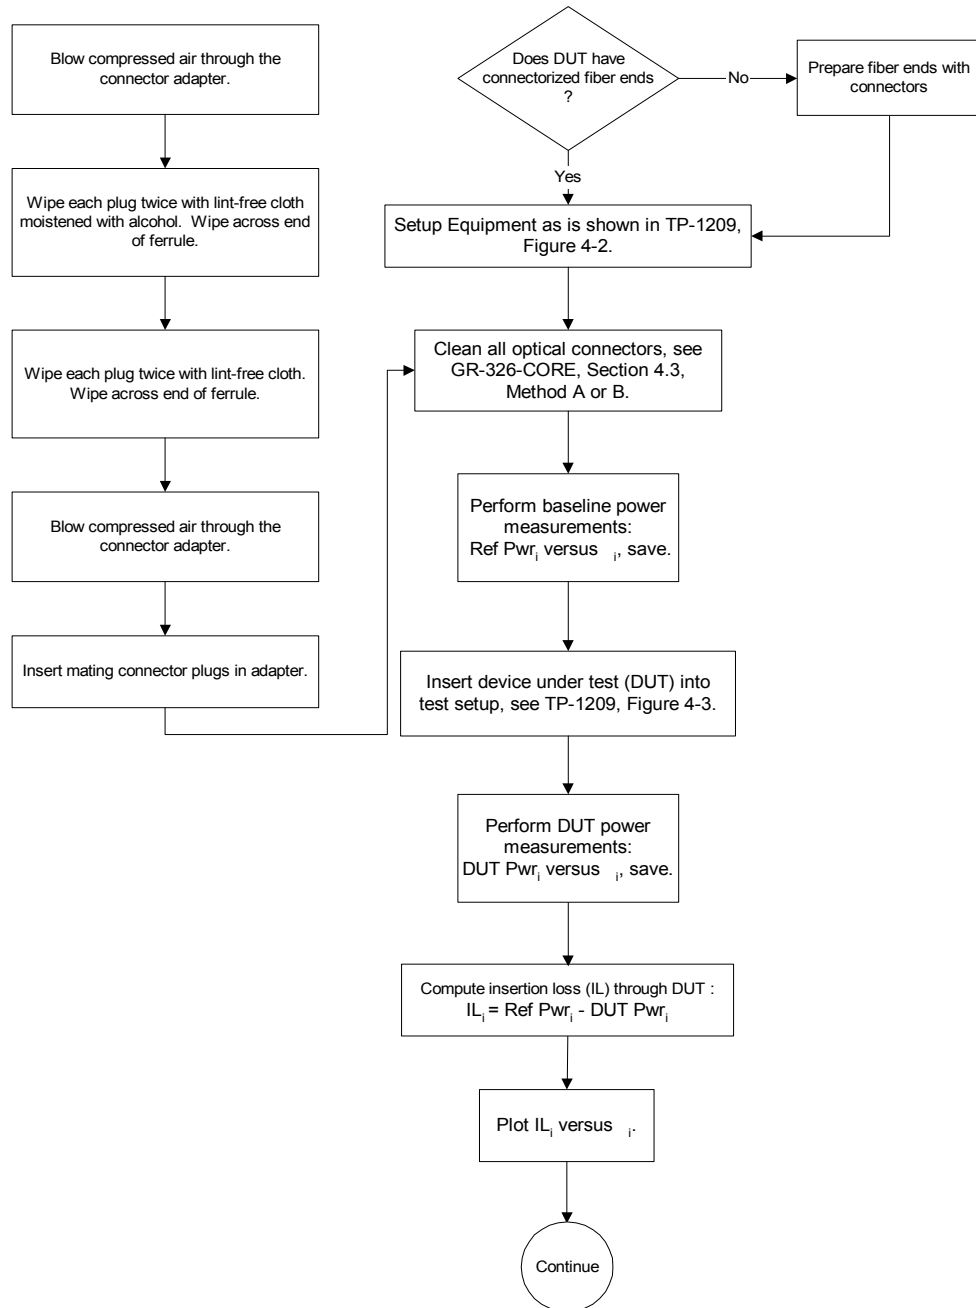 Blow compressed air through the
connector adapter.
Wipe each plug twice with lint-free cloth
moistened with alcohol. Wipe across end
of ferrule.
Wipe each plug twice with lint-free cloth.
Wipe across end of ferrule.
Blow compressed air through the
connector adapter.
Insert mating connector plugs in adapter.
Does DUT have
connectorized fiber ends
?
No
Prepare fiber ends with
connectors
Yes
Setup Equipment as is shown in TP-1209,
Figure 4-2.
Clean all optical connectors, see
GR-326-CORE, Section 4.3,
Method A or B.
Perform baseline power
measurements:
Ref Pwri versus i, save.
Insert device under test (DUT) into
test setup, see TP-1209, Figure 4-3.
Perform DUT power
measurements:
DUT Pwri versus i, save.
Compute insertion loss (IL) through DUT :
ILi = Ref Pwri - DUT Pwri
Plot ILi versus i.
Continue